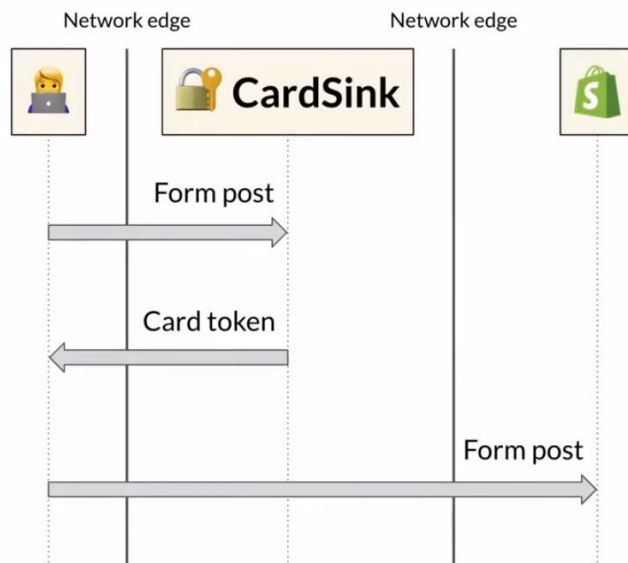 Network edge
Network edge
CardSink
S
Form post
Card token
Form post